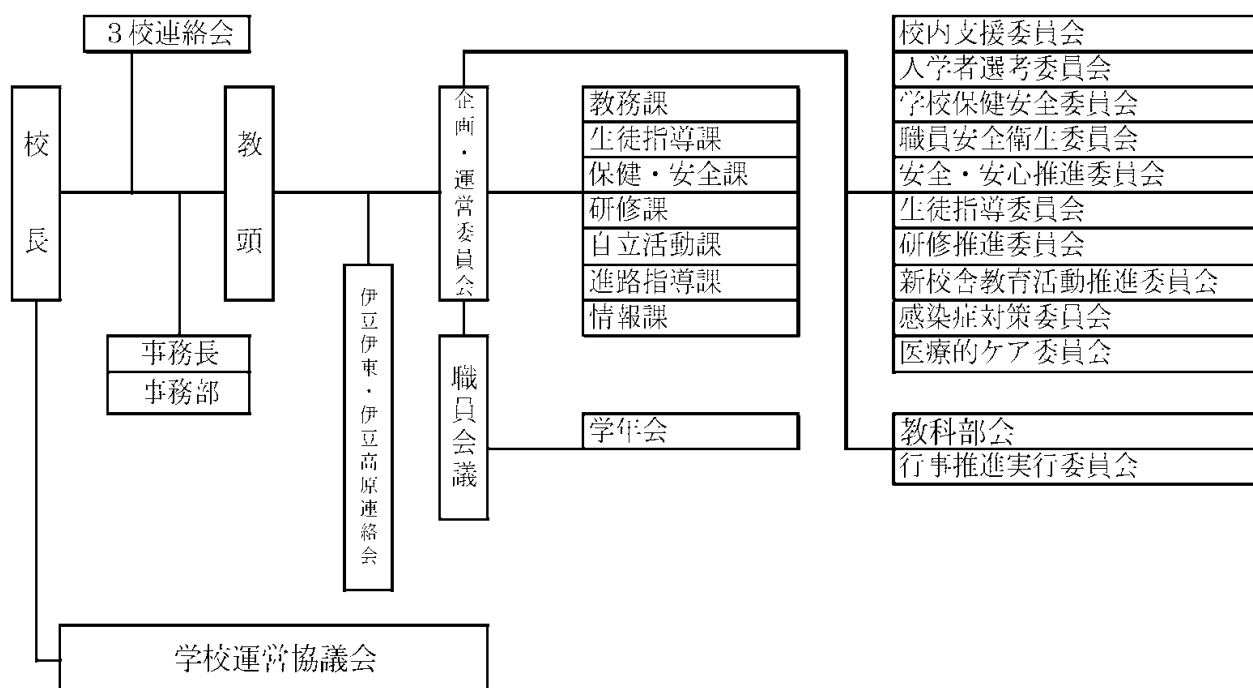 3校連絡会
校長
教頭
事務長
事務部
伊豆伊東・伊豆高原連絡会
企画・運営委員会
職員会議
学校運営協議会
教務課
生徒指導課
保健・安全課
研修課
自立活動課
進路指導課
情報課
学年会
校内支援委員会
入学者選考委員会
学校保健安全委員会
職員安全衛生委員会
安全・安心推進委員会
生徒指導委員会
研修推進委員会
新校舎教育活動推進委員会
感染症対策委員会
医療的ケア委員会
教科部会
行事推進実行委員会